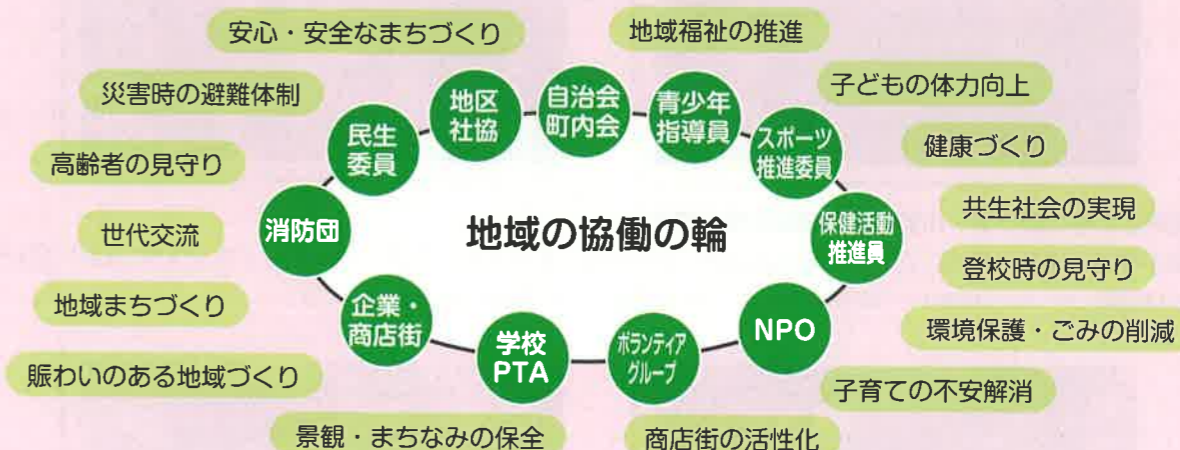 安心・安全なまちづくり
地域福祉の推進
災害時の避難体制
子どもの体力向上
高齢者の見守り
健康づくり
世代交流
共生社会の実現
地域まちづくり
登校時の見守り
賑わいのある地域づくり
環境保護・ごみの削減
景観・まちなみの保全
子育ての不安解消
商店街の活性化
地域の協働の輪
自治会
町内会
青少年
指導員
スポーツ
推進委員
保健活動
推進員
NPO
ボランティア
グループ
学校
PTA
企業・
商店街
消防団
民生
委員
地区
社協